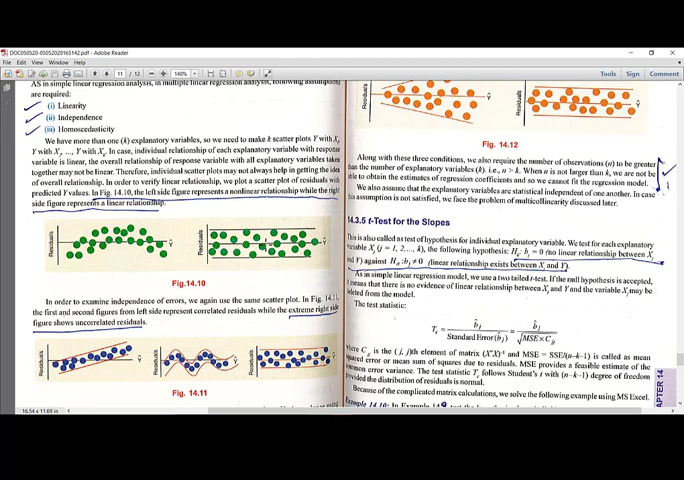 DOC050520-05052020165142.pdf - Adobe Reader
File Edit View Window Help
11 / 12
140%
Tools Sign Comment
AS in simple linear regression analysis, in multiple linear regression analysis, following assumptions
are required:
(i) Linearity
(ii) Independence
(iii) Homoscedasticity
We have more than one (k) explanatory variables, so we need to make k scatter plots Y with X
Y with X , ..., Y with X . In case, individual relationship of each explanatory variable with response
variable is linear, the overall relationship of response variable with all explanatory variables taken
together may not be linear. Therefore, individual scatter plots may not always help in getting the idea
of overall relationship. In order to verify linear relationship, we plot a scatter plot of residuals with
predicted Y values. In Fig. 14.10, the left side figure represents a nonlinear relationship while the right
side figure represents a linear relationship.
Residuals
Ŷ
Residuals
Ŷ
Fig.14.10
In order to examine independence of errors, we again use the same scatter plot. In Fig. 14.11,
the first and second figures from left side represent correlated residuals while the extreme right side
figure shows uncorrelated residuals.
Residuals
Ŷ
Residuals
Ŷ
Residuals
Ŷ
Fig. 14.11
16.54 x 11.69 in
Residuals
Ŷ
Residuals
Ŷ
Fig. 14.12
Along with these three conditions, we also require the number of observations (n) to be greater
than the number of explanatory variables (k). i.e., n > k. When n is not larger than k, we are not be
able to obtain the estimates of regression coefficients and so we cannot fit the regression model.
We also assume that the explanatory variables are statistical independent of one another. In case
this assumption is not satisfied, we face the problem of multicollinearity discussed later.
14.3.5 t-Test for the Slopes
This is also called as test of hypothesis for individual explanatory variable. We test for each explanatory
variable Xj (j = 1, 2,..., k), the following hypothesis: H0: bj = 0 (no linear relationship between Xj
and Y) against H : bj ≠ 0 (linear relationship exists between Xj and Y).
As in simple linear regression model, we use a two tailed t-test. If the null hypothesis is accepted,
it means that there is no evidence of linear relationship between Xj and Y and the variable Xj may be
deleted from the model.
The test statistic:
Tc = b̂j / Standard Error(b̂j) = b̂j / √MSE×Cjj
where Cjj is the (j, j)th element of matrix (X'X)-1 and MSE = SSE/(n–k–1) is called as mean
squared error or mean sum of squares due to residuals. MSE provides a feasible estimate of the
common error variance. The test statistic Tc follows Student's t with (n–k–1) degree of freedom
provided the distribution of residuals is normal.
Because of the complicated matrix calculations, we solve the following example using MS Excel.
Example 14.10: In Example 14.9 test the
CHAPTER 14